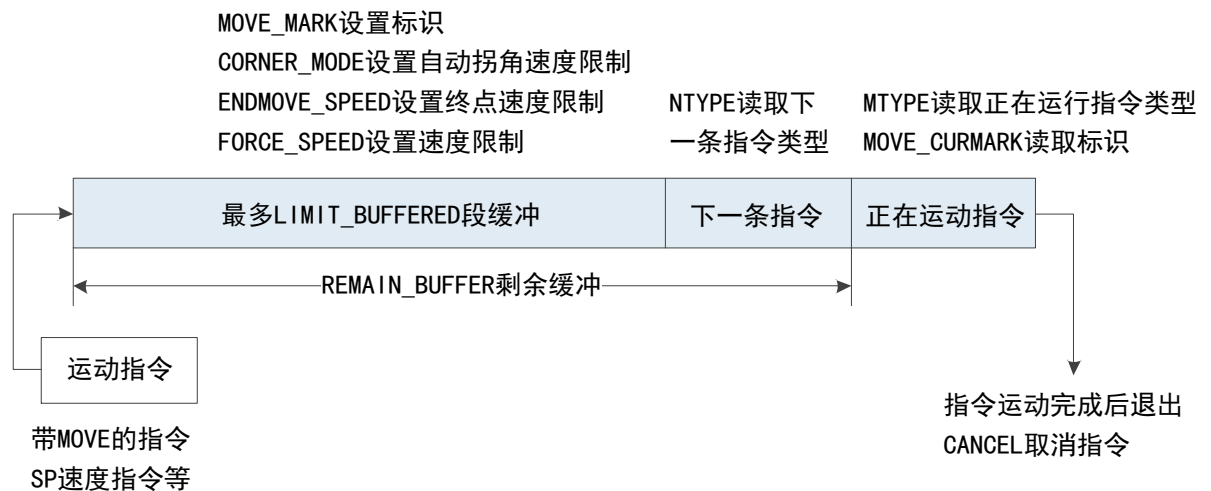 MOVE_MARK设置标识
CORNER_MODE设置自动拐角速度限制
ENDMOVE_SPEED设置终点速度限制
FORCE_SPEED设置速度限制
NTYPE读取下
一条指令类型
MTYPE读取正在运行指令类型
MOVE_CURMARK读取标识
最多LIMIT_BUFFERED段缓冲
下一条指令
正在运动指令
REMAIN_BUFFER剩余缓冲
运动指令
带MOVE的指令
SP速度指令等
指令运动完成后退出
CANCEL取消指令